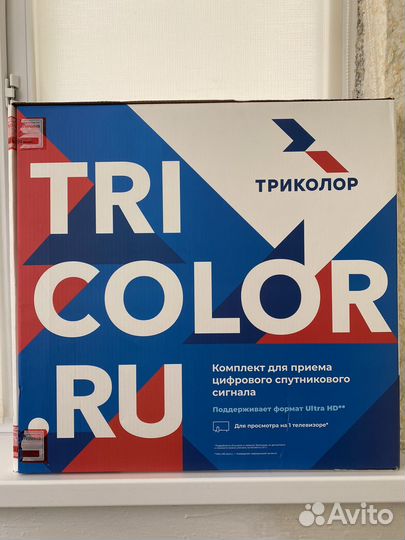 TRI
COLOR
.RU
ТРИКОЛОР
Комплект для приема
цифрового спутникового
сигнала
Поддерживает формат Ultra HD**
Для просмотра на 1 телевизоре*
Avito